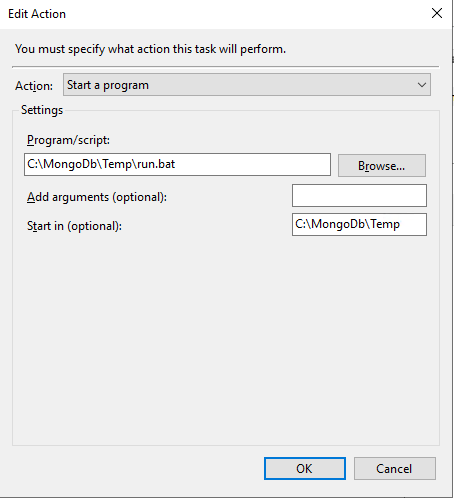 Edit Action
You must specify what action this task will perform.
Action: Start a program
Settings
Program/script:
C:\MongoDb\Temp\run.bat Browse...
Add arguments (optional):
Start in (optional): C:\MongoDb\Temp
OK Cancel